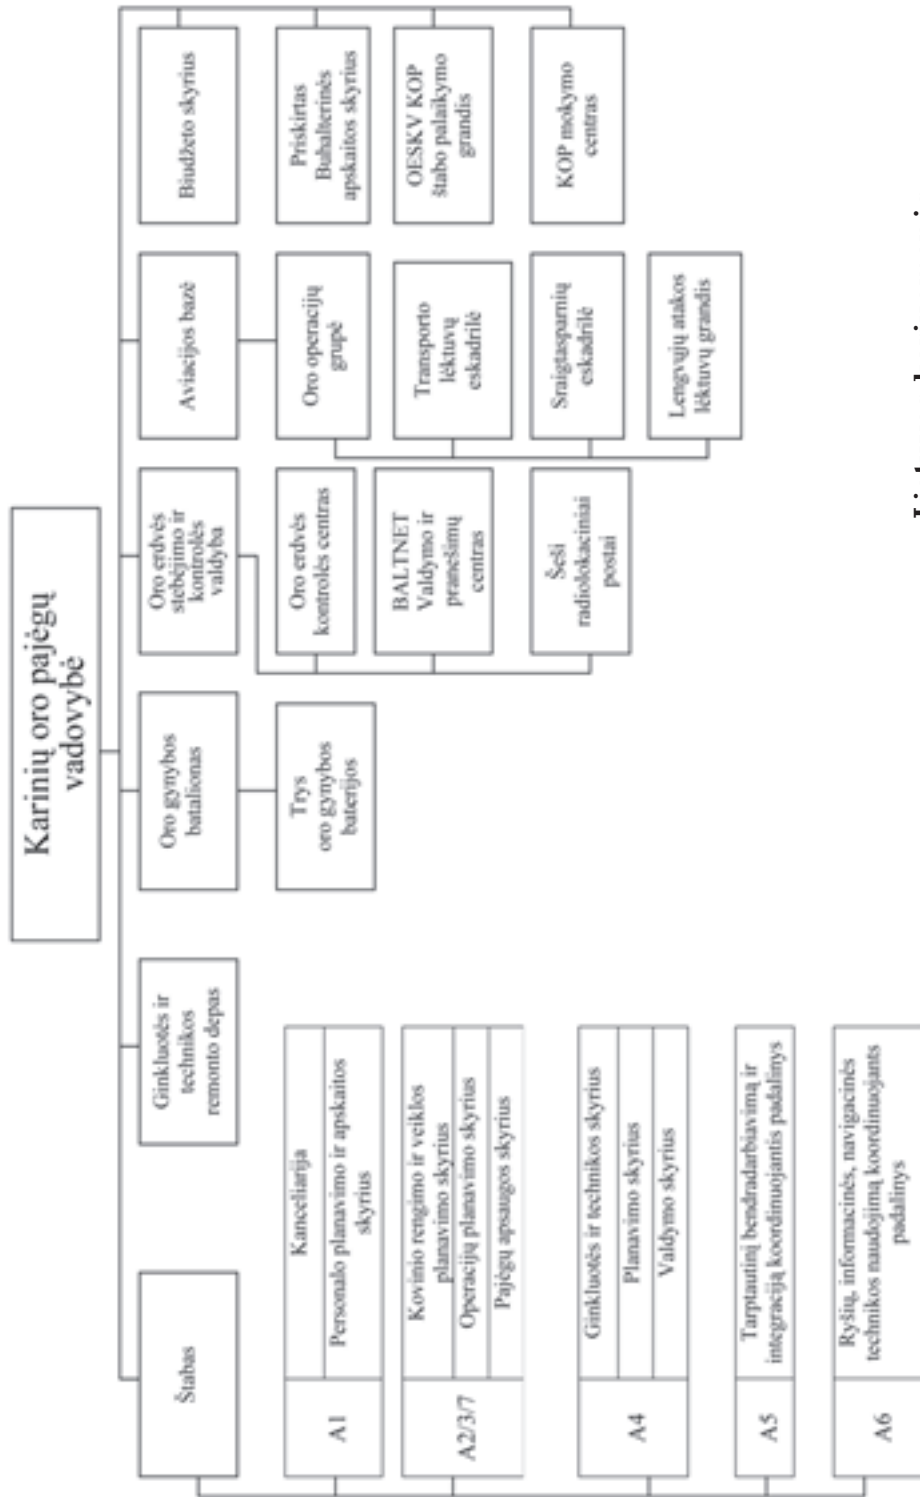 Karinių oro pajėgų
vadovybė
Štabas
Ginkluotės ir
technikos
remonto depas
Oro gynybos
batalionas
Oro erdvės
stebėjimo ir
kontrolės
valdyba
Aviacijos bazė
Biudžeto skyrius
A1
Kanceliarija
Personalo planavimo ir apskaitos
skyrius
A2/3/7
Kovinio rengimo ir veiklos
planavimo skyrius
Operacijų planavimo skyrius
Pajėgų apsaugos skyrius
A4
Ginkluotės ir technikos skyrius
Planavimo skyrius
Valdymo skyrius
A5
Tarptautinį bendradarbiavimą ir
integraciją koordinuojantis padalinys
A6
Ryšių, informacinės, navigacinės
technikos naudojimą koordinuojants
padalinys
Trys
oro gynybos
baterijos
Oro erdvės
kontrolės centras
BALTNET
Valdymo ir
pranešimų
centras
Šeši
radiolokaciniai
postai
Oro operacijų
grupė
Transporto
lėktuvų
eskadrilė
Sraigtasparnių
eskadrilė
Lengvųjų atakos
lėktuvų grandis
Priskirtas
Buhalterinės
apskaitos skyrius
OESKV KOP
štabo palaikymo
grandis
KOP mokymo
centras